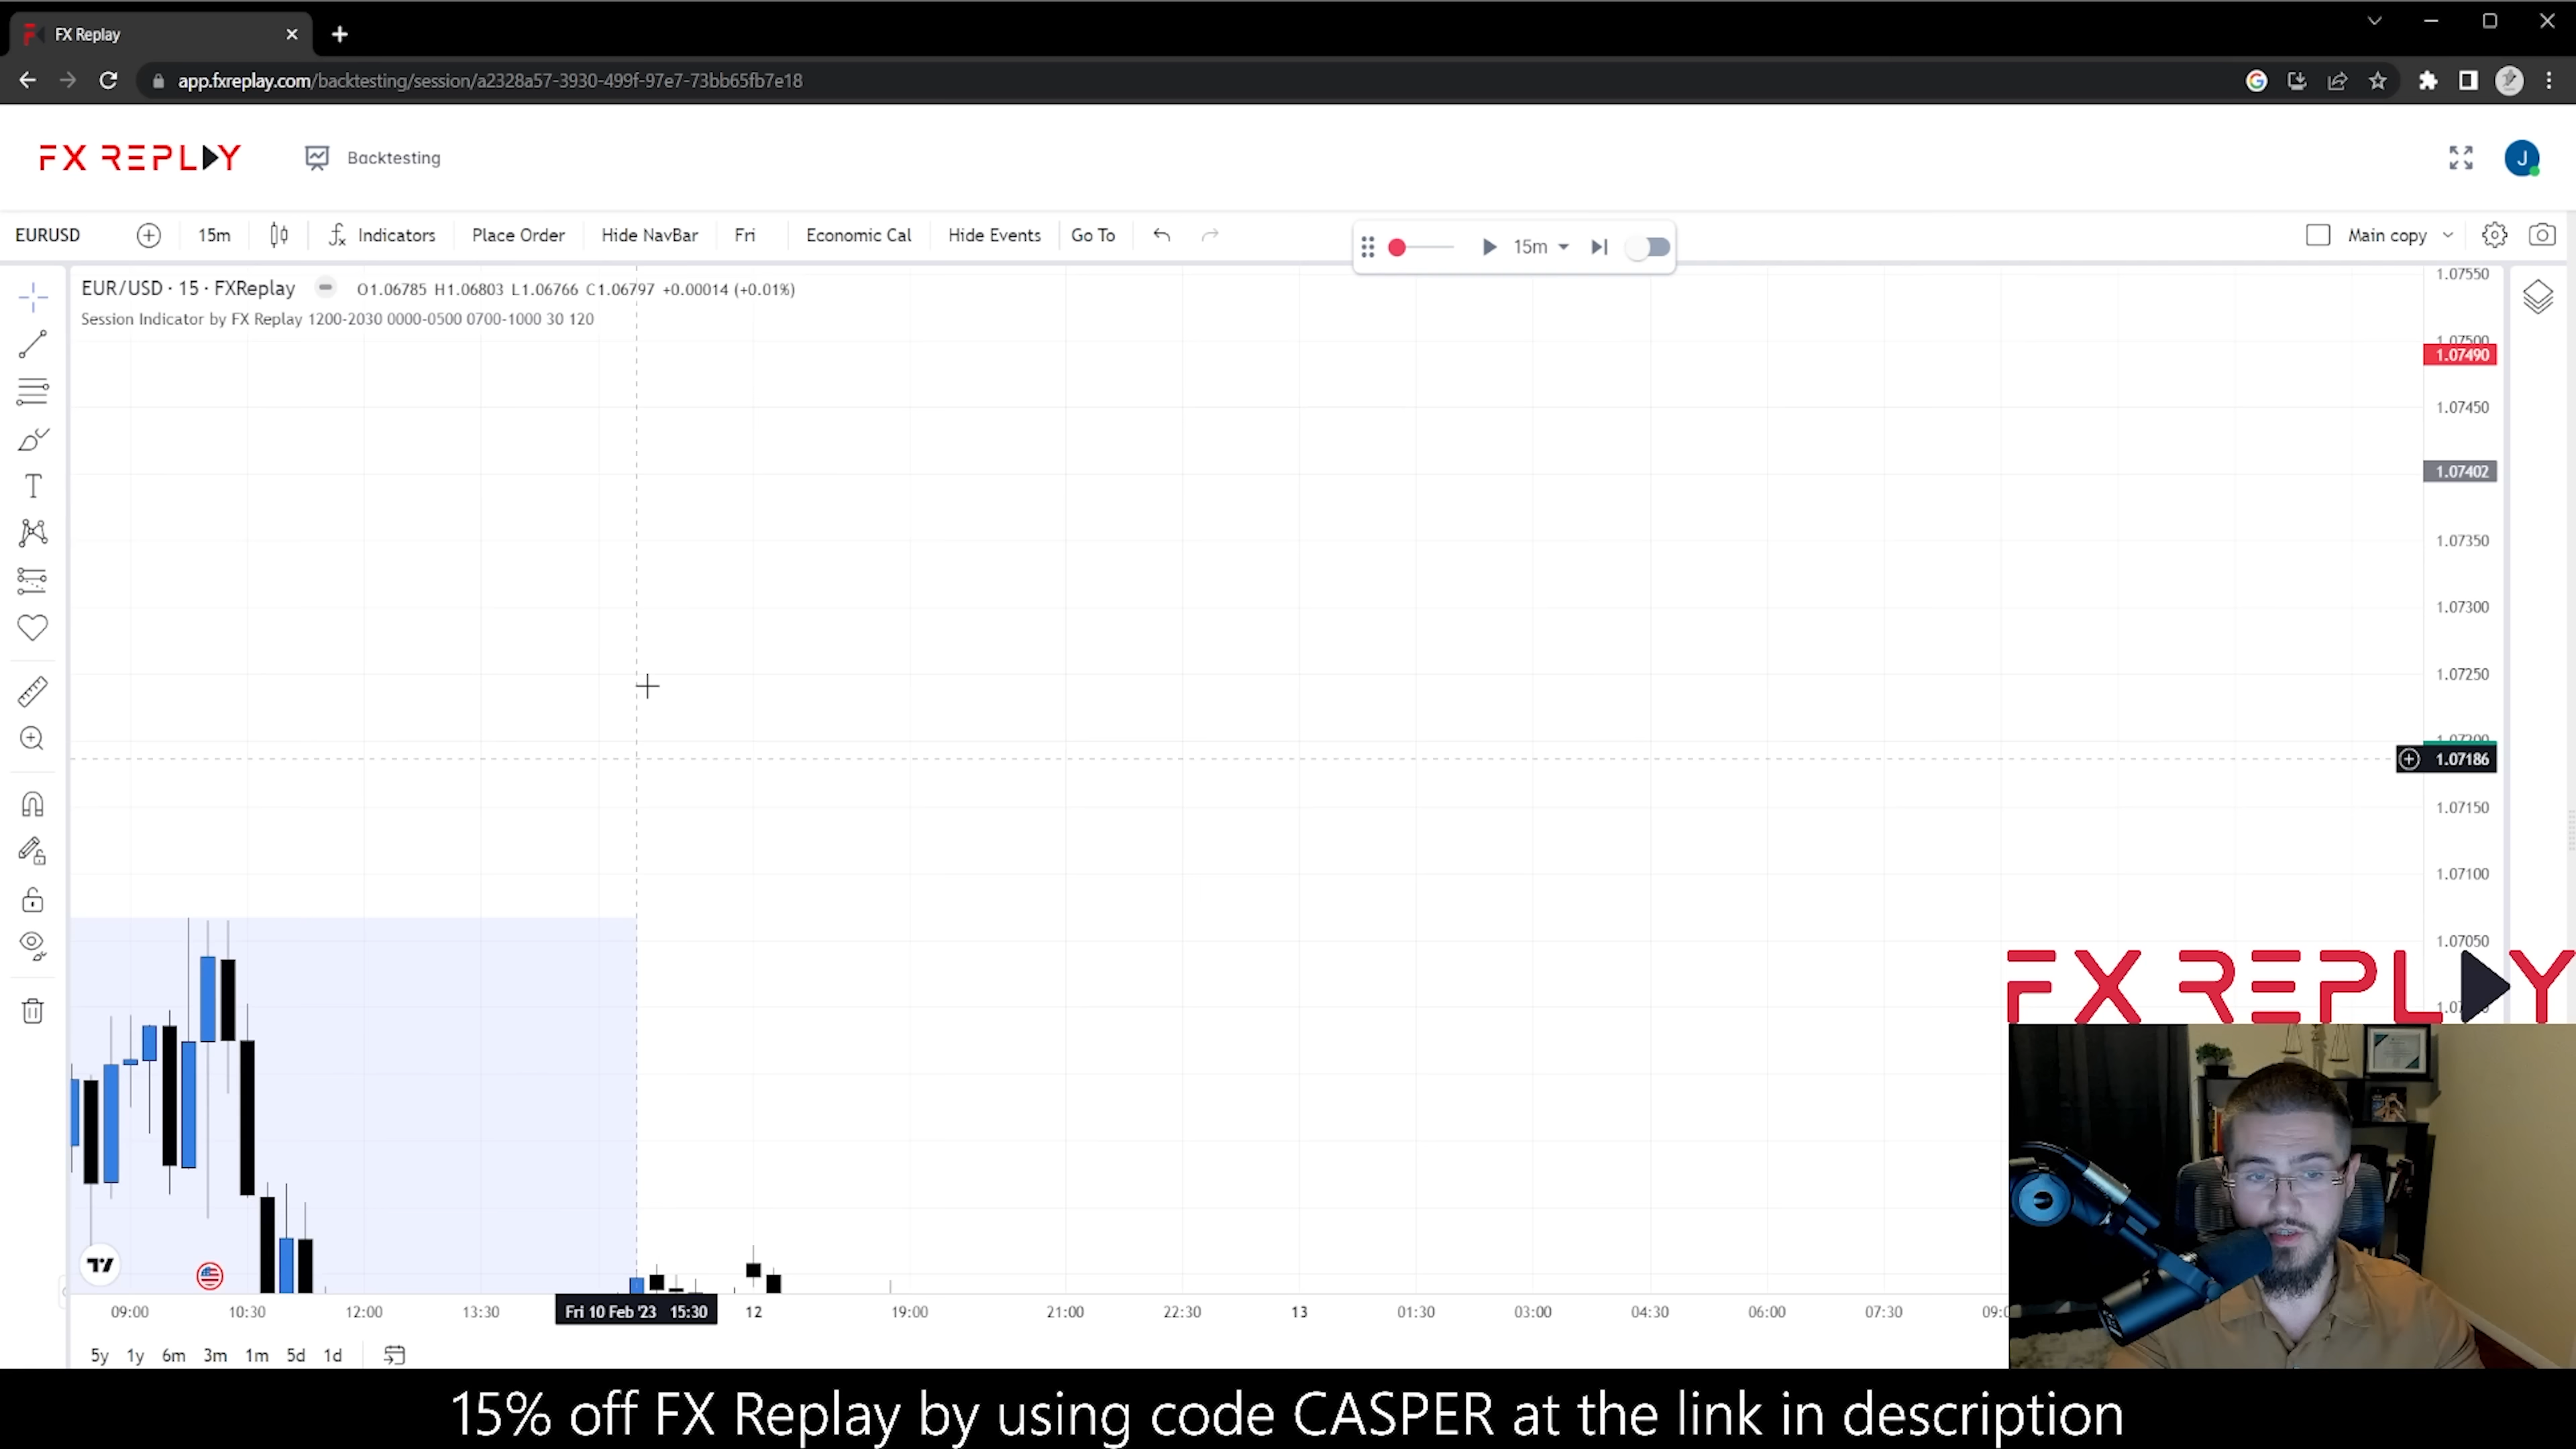 FX Replay
app.fxreplay.com/backtesting/session/a2328a57-3930-499f-97e7-73bb65fb7e18
FX REPLAY
Backtesting
J
EURUSD
15m
Indicators
Place Order
Hide NavBar
Fri
Economic Cal
Hide Events
Go To
15m
Main copy
EUR/USD · 15 · FXReplay
O1.06785 H1.06803 L1.06766 C1.06797 +0.00014 (+0.01%)
Session Indicator by FX Replay 1200-2030 0000-0500 0700-1000 30 120
1.07550
1.07500
1.07490
1.07450
1.07402
1.07350
1.07300
1.07250
1.07200
1.07186
1.07150
1.07100
1.07050
FX REPLAY
09:00
10:30
12:00
13:30
Fri 10 Feb '23 15:30
12
19:00
21:00
22:30
13
01:30
03:00
04:30
06:00
07:30
5y
1y
6m
3m
1m
5d
1d
15% off FX Replay by using code CASPER at the link in description